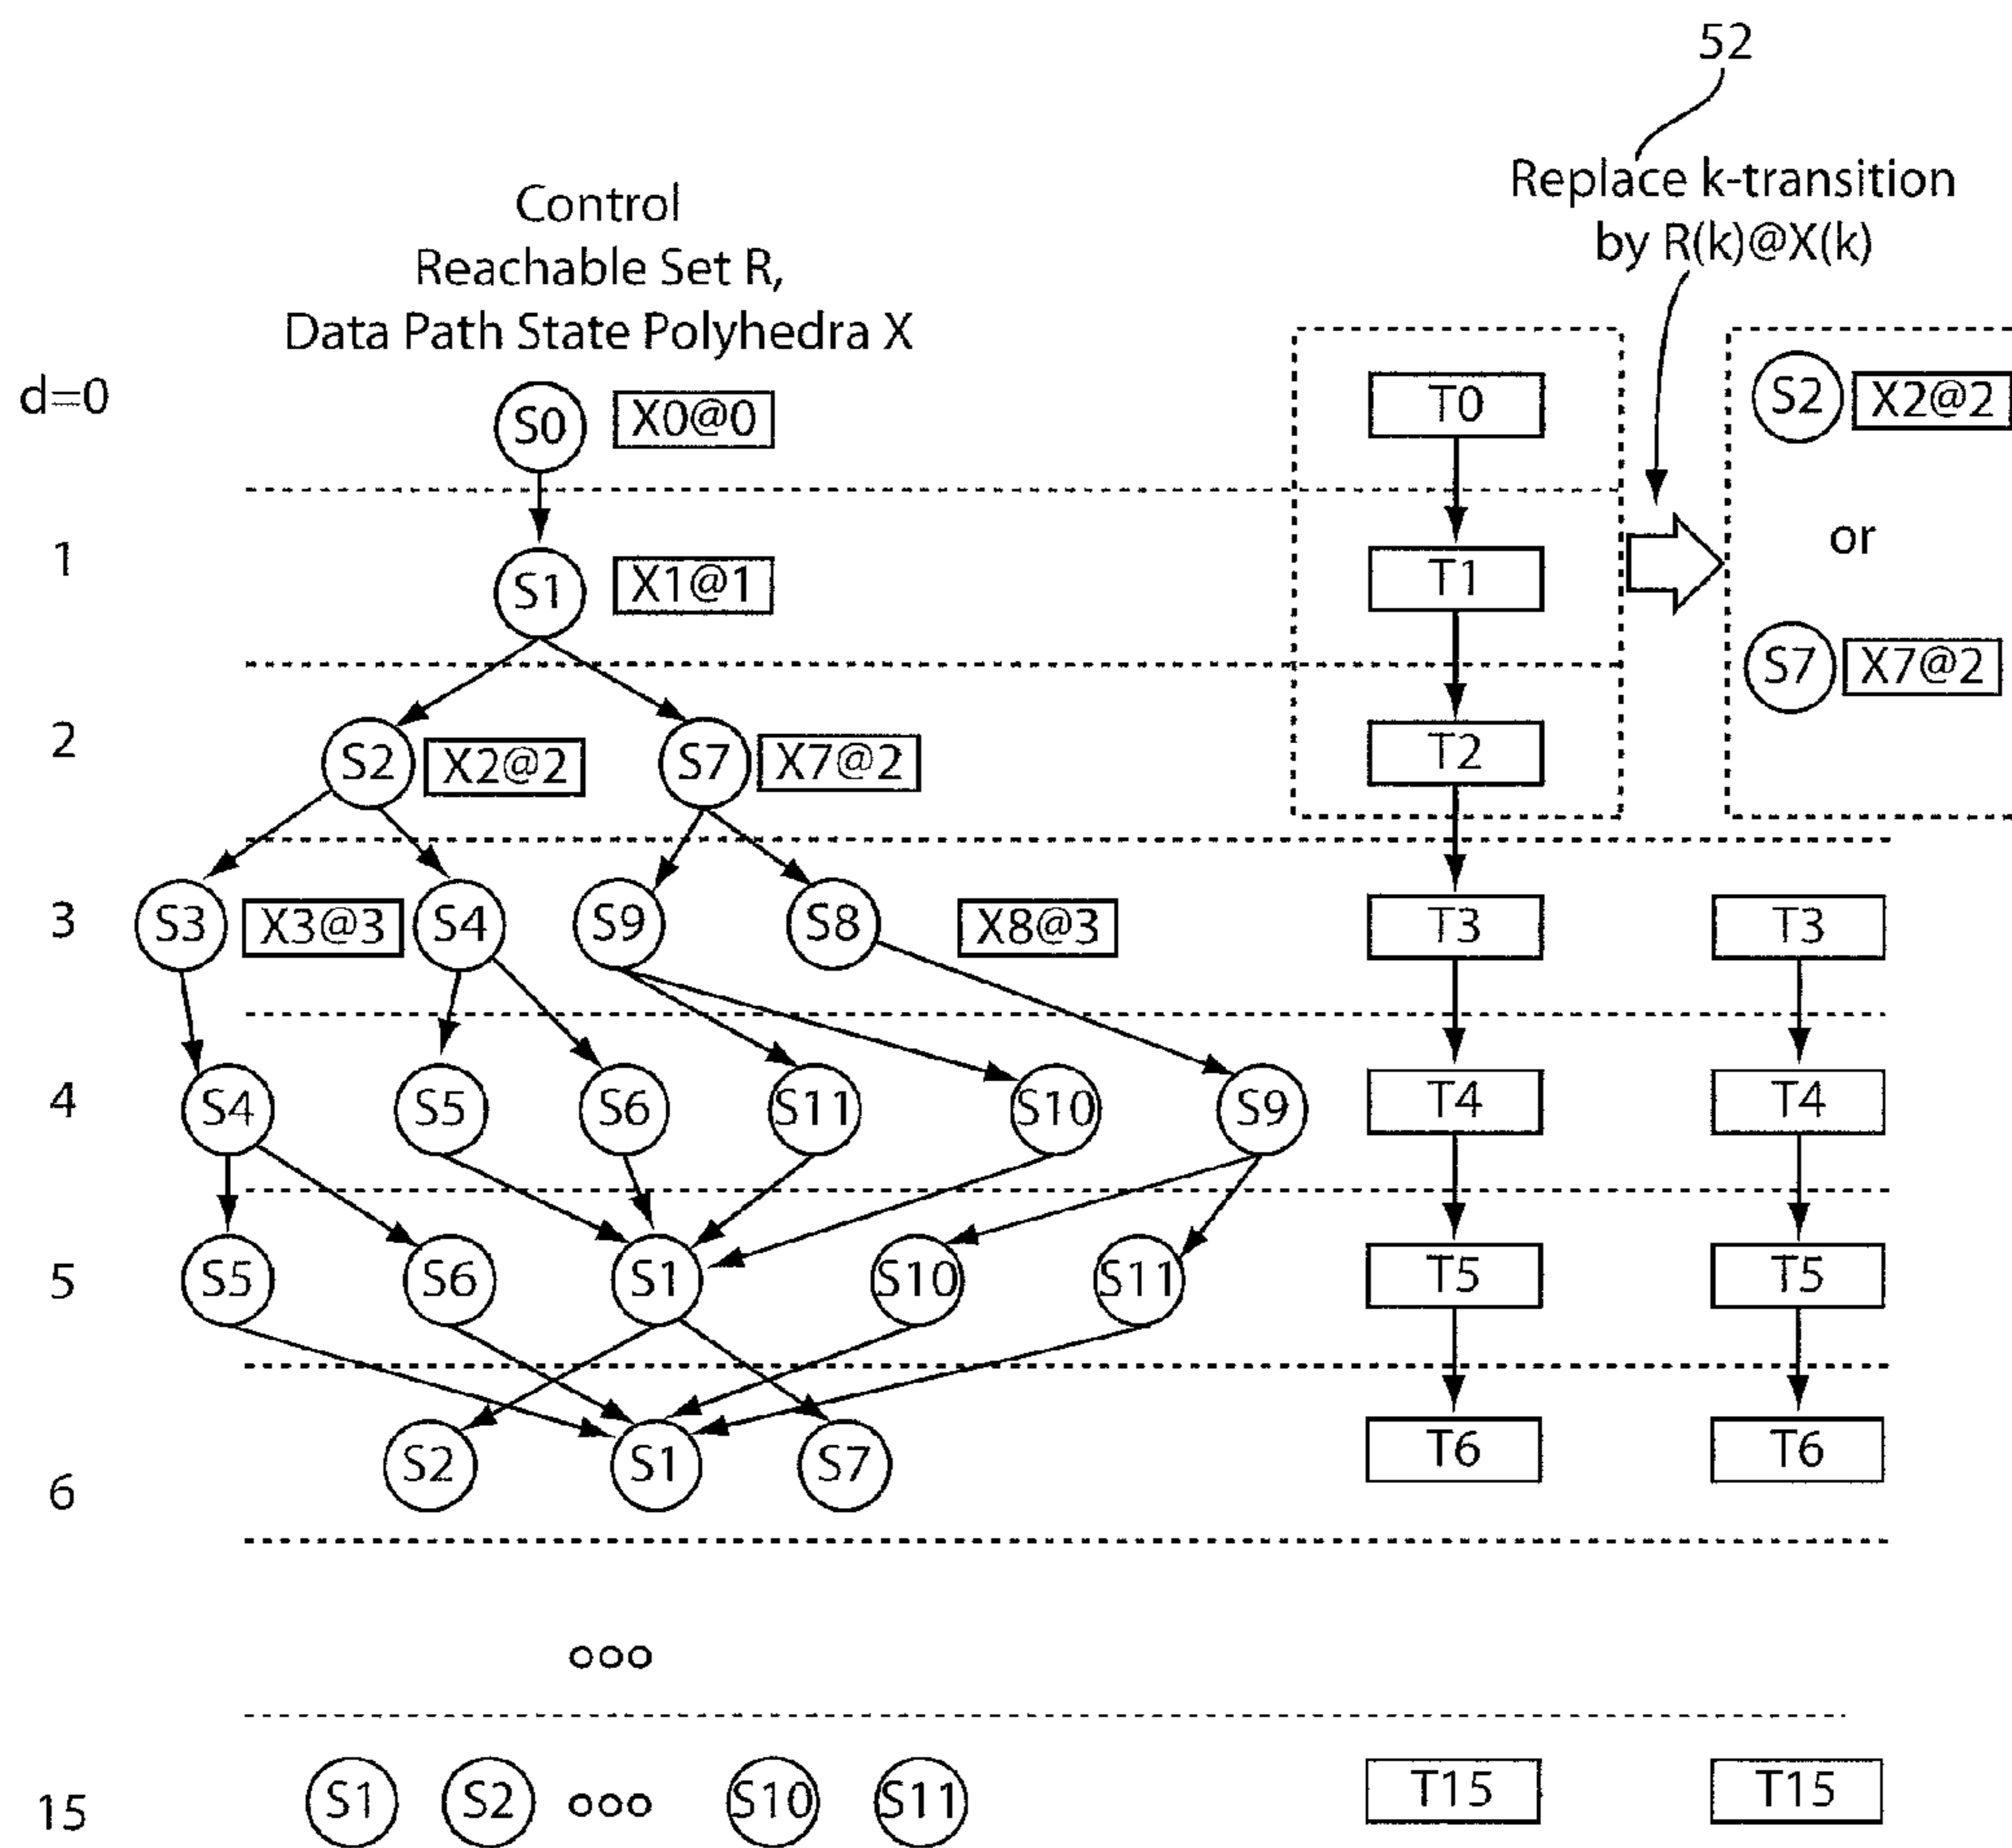 52
Replace k-transition
by R(k)@X(k)
Control
Reachable Set R,
Data Path State Polyhedra X
d=0
S0
X0@0
T0
S2
X2@2
1
S1
X1@1
T1
or
S7
X7@2
2
S2
X2@2
S7
X7@2
T2
3
S3
X3@3
S4
S9
S8
X8@3
T3
T3
4
S4
S5
S6
S11
S10
S9
T4
T4
5
S5
S6
S1
S10
S11
T5
T5
6
S2
S1
S7
T6
T6
15
S1
S2
S10
S11
T15
T15